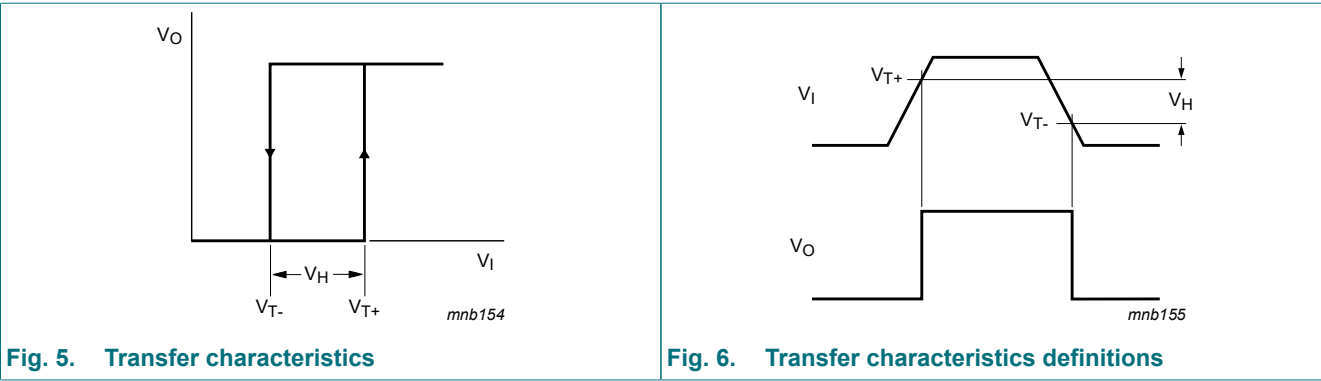 VO
VI
VH
VT-
VT+
mnb154
Fig. 5. Transfer characteristics
VT+
VI
VH
VT-
VO
mnb155
Fig. 6. Transfer characteristics definitions